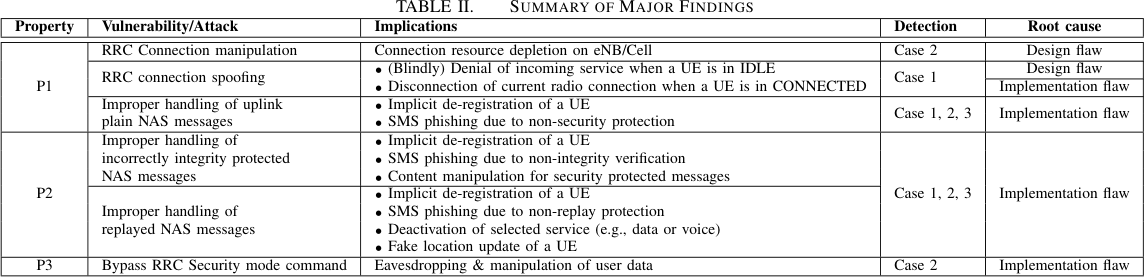 TABLE II. SUMMARY OF MAJOR FINDINGS
Property Vulnerability/Attack Implications Detection Root cause
P1
RRC Connection manipulation Connection resource depletion on eNB/Cell Case 2 Design flaw
RRC connection spoofing
• (Blindly) Denial of incoming service when a UE is in IDLE
• Disconnection of current radio connection when a UE is in CONNECTED
Case 1
Design flaw
Implementation flaw
Improper handling of uplink
plain NAS messages
• Implicit de-registration of a UE
• SMS phishing due to non-security protection
Case 1, 2, 3
Implementation flaw
P2
Improper handling of
incorrectly integrity protected
NAS messages
• Implicit de-registration of a UE
• SMS phishing due to non-integrity verification
• Content manipulation for security protected messages
Improper handling of
replayed NAS messages
• Implicit de-registration of a UE
• SMS phishing due to non-replay protection
• Deactivation of selected service (e.g., data or voice)
• Fake location update of a UE
Case 1, 2, 3
Implementation flaw
P3 Bypass RRC Security mode command Eavesdropping & manipulation of user data Case 2 Implementation flaw